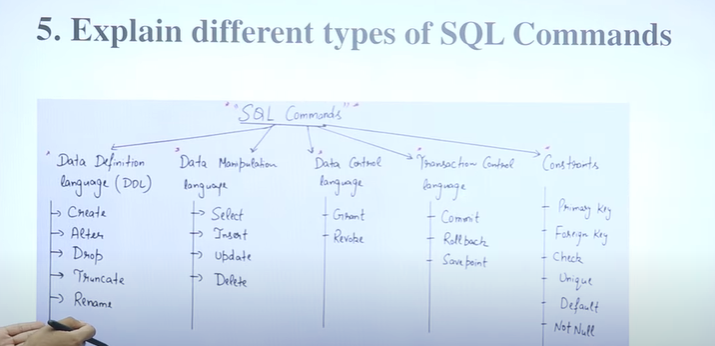 5. Explain different types of SQL Commands
"SQL Commands"
Data Definition
language (DDL)
→ Create
→ Alter
→ Drop
→ Truncate
→ Rename
Data Manipulation
language
→ Select
→ Insert
→ Update
→ Delete
Data Control
language
- Grant
- Revoke
Transaction Control
language
- Commit
- Rollback
- Savepoint
Constraints
- Primary Key
- Foreign Key
- Check
- Unique
- Default
- Not Null